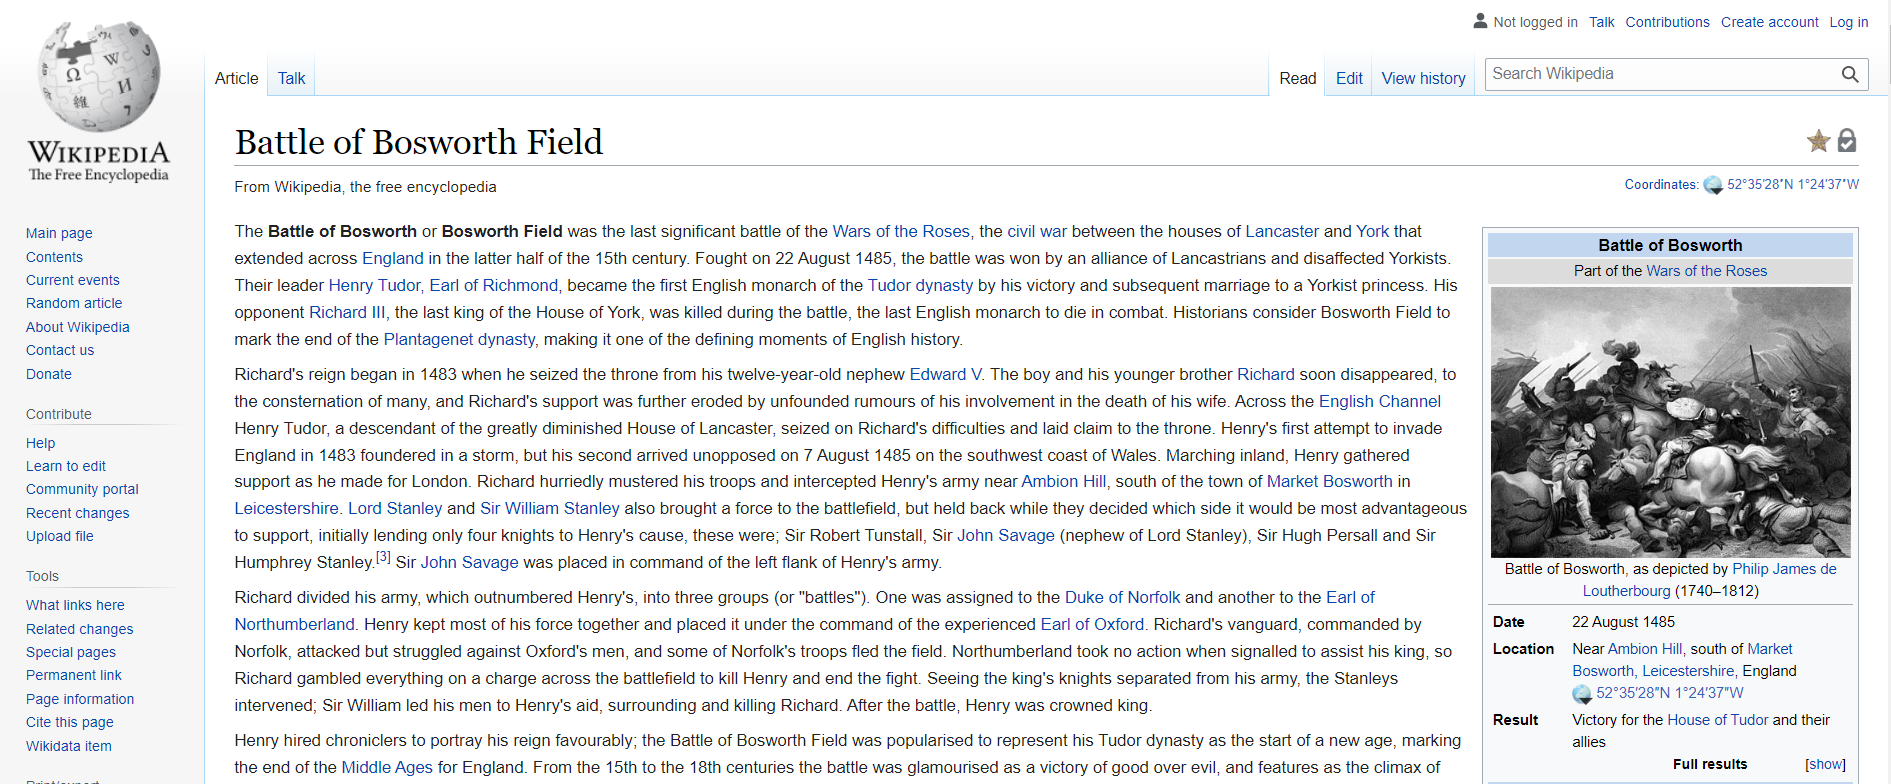 Not logged in Talk Contributions Create account Log in
Article Talk
Read Edit View history
Search Wikipedia
WIKIPEDIA
The Free Encyclopedia
Main page
Contents
Current events
Random article
About Wikipedia
Contact us
Donate
Contribute
Help
Learn to edit
Community portal
Recent changes
Upload file
Tools
What links here
Related changes
Special pages
Permanent link
Page information
Cite this page
Wikidata item
Battle of Bosworth Field
From Wikipedia, the free encyclopedia
Coordinates: 52°35′28″N 1°24′37″W
The Battle of Bosworth or Bosworth Field was the last significant battle of the Wars of the Roses, the civil war between the houses of Lancaster and York that
extended across England in the latter half of the 15th century. Fought on 22 August 1485, the battle was won by an alliance of Lancastrians and disaffected Yorkists.
Their leader Henry Tudor, Earl of Richmond, became the first English monarch of the Tudor dynasty by his victory and subsequent marriage to a Yorkist princess. His
opponent Richard III, the last king of the House of York, was killed during the battle, the last English monarch to die in combat. Historians consider Bosworth Field to
mark the end of the Plantagenet dynasty, making it one of the defining moments of English history.
Richard's reign began in 1483 when he seized the throne from his twelve-year-old nephew Edward V. The boy and his younger brother Richard soon disappeared, to
the consternation of many, and Richard's support was further eroded by unfounded rumours of his involvement in the death of his wife. Across the English Channel
Henry Tudor, a descendant of the greatly diminished House of Lancaster, seized on Richard's difficulties and laid claim to the throne. Henry's first attempt to invade
England in 1483 foundered in a storm, but his second arrived unopposed on 7 August 1485 on the southwest coast of Wales. Marching inland, Henry gathered
support as he made for London. Richard hurriedly mustered his troops and intercepted Henry's army near Ambion Hill, south of the town of Market Bosworth in
Leicestershire. Lord Stanley and Sir William Stanley also brought a force to the battlefield, but held back while they decided which side it would be most advantageous
to support, initially lending only four knights to Henry's cause, these were; Sir Robert Tunstall, Sir John Savage (nephew of Lord Stanley), Sir Hugh Persall and Sir
Humphrey Stanley.[3] Sir John Savage was placed in command of the left flank of Henry's army.
Richard divided his army, which outnumbered Henry's, into three groups (or "battles"). One was assigned to the Duke of Norfolk and another to the Earl of
Northumberland. Henry kept most of his force together and placed it under the command of the experienced Earl of Oxford. Richard's vanguard, commanded by
Norfolk, attacked but struggled against Oxford's men, and some of Norfolk's troops fled the field. Northumberland took no action when signalled to assist his king, so
Richard gambled everything on a charge across the battlefield to kill Henry and end the fight. Seeing the king's knights separated from his army, the Stanleys
intervened; Sir William led his men to Henry's aid, surrounding and killing Richard. After the battle, Henry was crowned king.
Henry hired chroniclers to portray his reign favourably; the Battle of Bosworth Field was popularised to represent his Tudor dynasty as the start of a new age, marking
the end of the Middle Ages for England. From the 15th to the 18th centuries the battle was glamourised as a victory of good over evil, and features as the climax of
Battle of Bosworth
Part of the Wars of the Roses
Battle of Bosworth, as depicted by Philip James de
Loutherbourg (1740–1812)
Date 22 August 1485
Location Near Ambion Hill, south of Market
Bosworth, Leicestershire, England
52°35′28″N 1°24′37″W
Result Victory for the House of Tudor and their
allies
Full results [show]